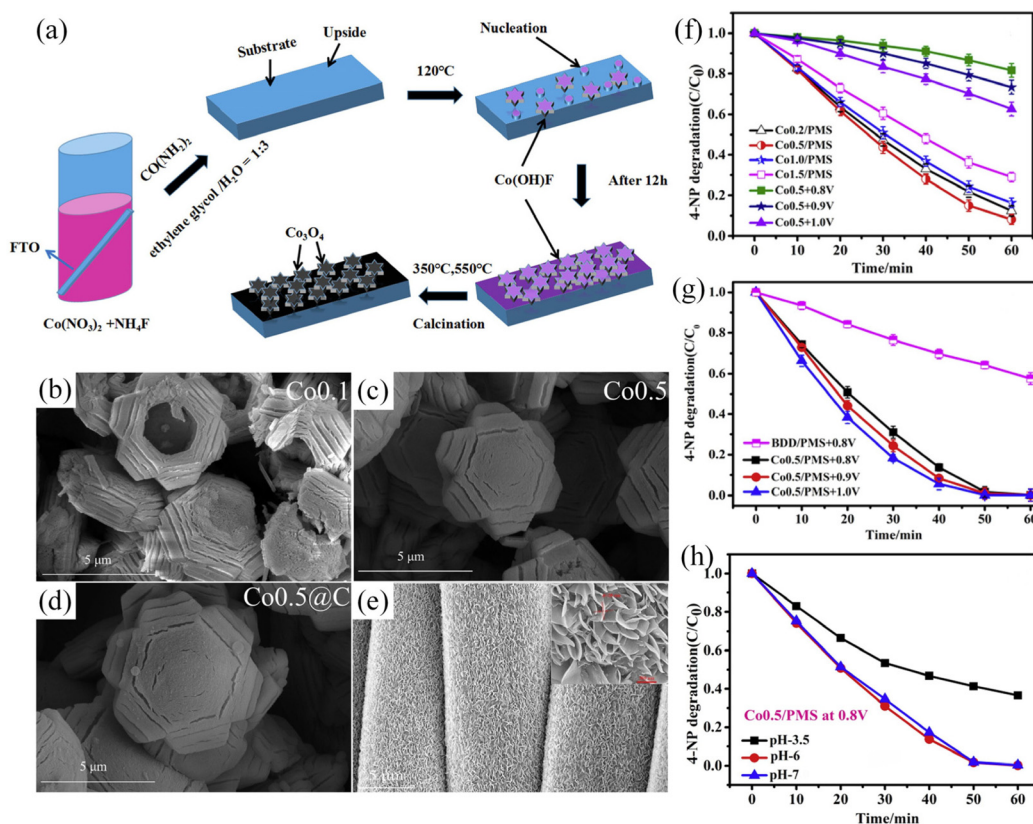 (a)
Substrate
Upside
Nucleation
120℃
CO(NH₂)₂
ethylene glycol /H₂O = 1:3
Co(OH)F
After 12h
FTO
Co₃O₄
350℃,550℃
Calcination
Co(NO₃)₂ +NH₄F
(b)
Co0.1
5 μm
(c)
Co0.5
5 μm
(d)
Co0.5@C
5 μm
(e)
5 μm
(f)
4-NP degradation(C/C₀)
1.0
0.8
0.6
0.4
0.2
0.0
Co0.2/PMS
Co0.5/PMS
Co1.0/PMS
Co1.5/PMS
Co0.5+0.8V
Co0.5+0.9V
Co0.5+1.0V
0 10 20 30 40 50 60
Time/min
(g)
4-NP degradation(C/C₀
1.0
0.8
0.6
0.4
0.2
0.0
BDD/PMS+0.8V
Co0.5/PMS+0.8V
Co0.5/PMS+0.9V
Co0.5/PMS+1.0V
0 10 20 30 40 50 60
Time/min
(h)
4-NP degradation(C/C₀)
1.0
0.8
0.6
0.4
0.2
0.0
Co0.5/PMS at 0.8V
pH-3.5
pH-6
pH-7
0 10 20 30 40 50 60
Time/min